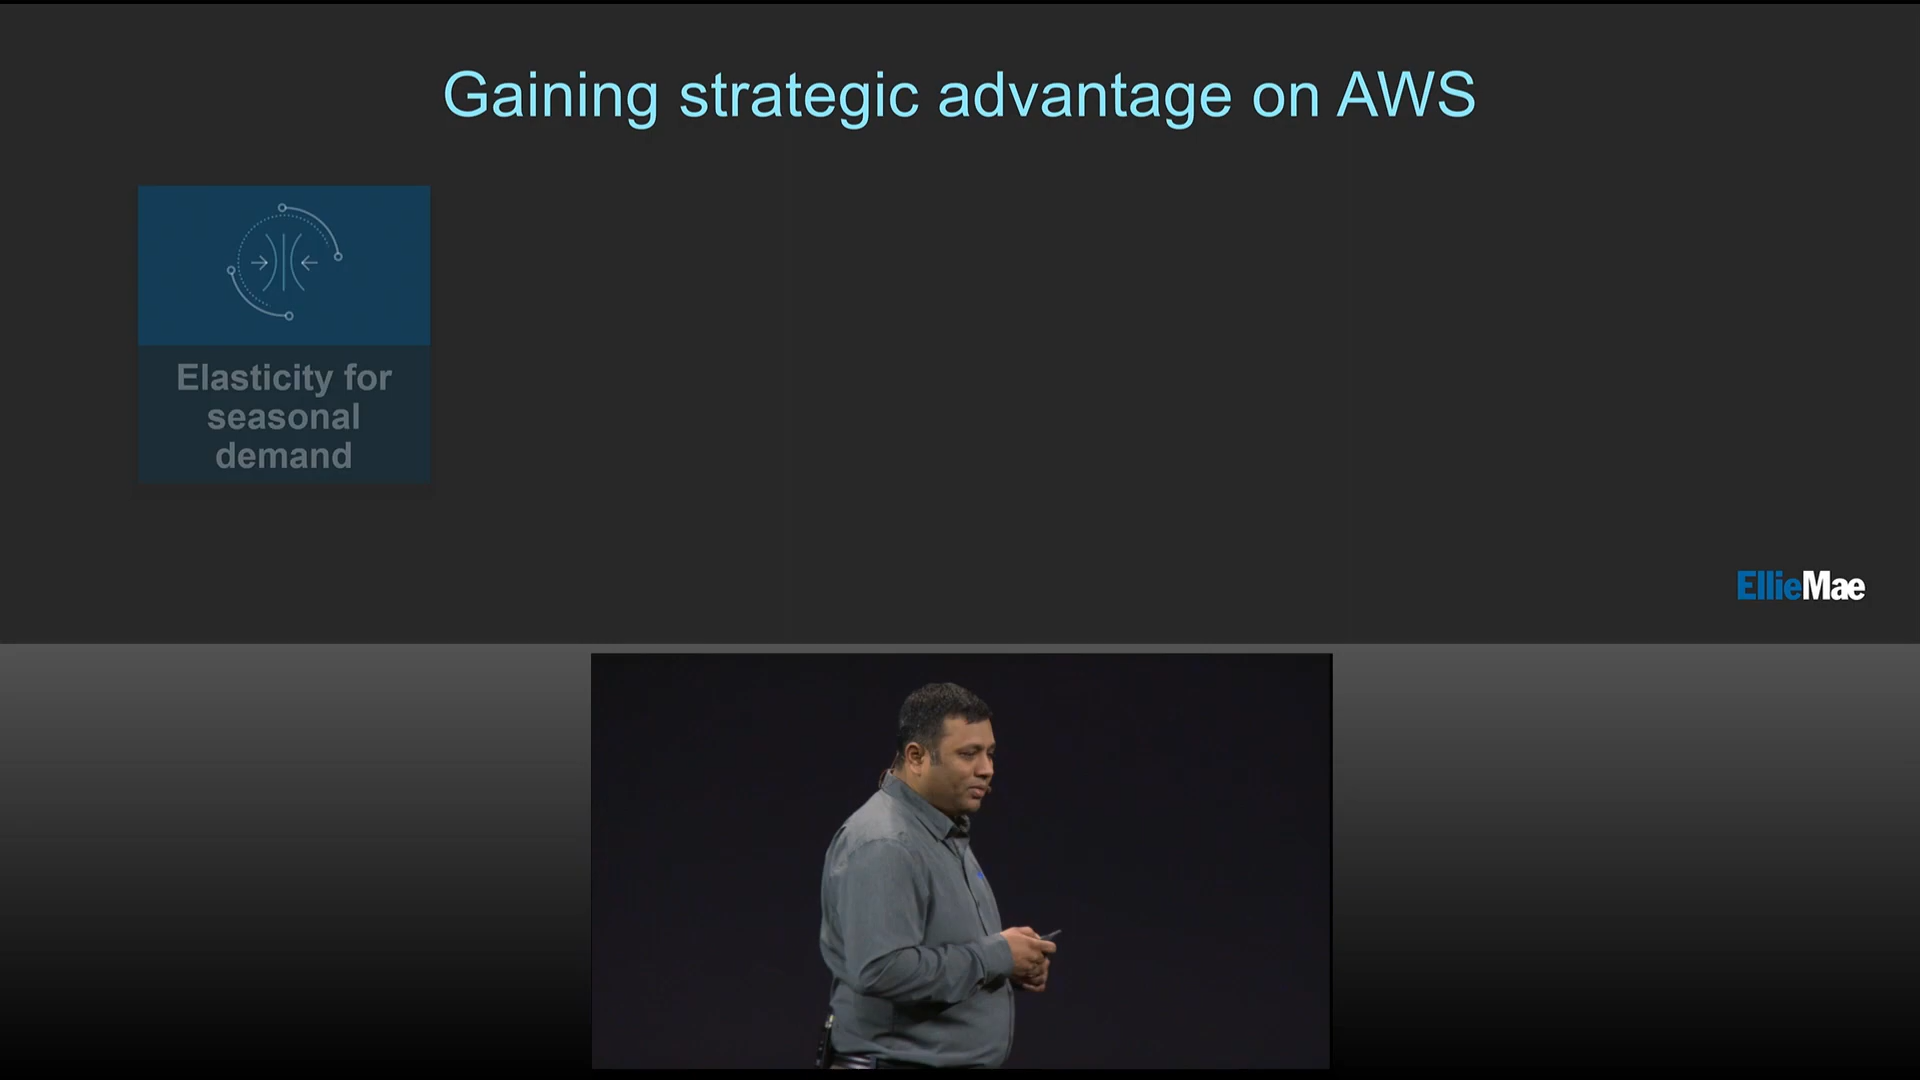 Gaining strategic advantage on AWS
Elasticity for
seasonal
demand
EllieMae